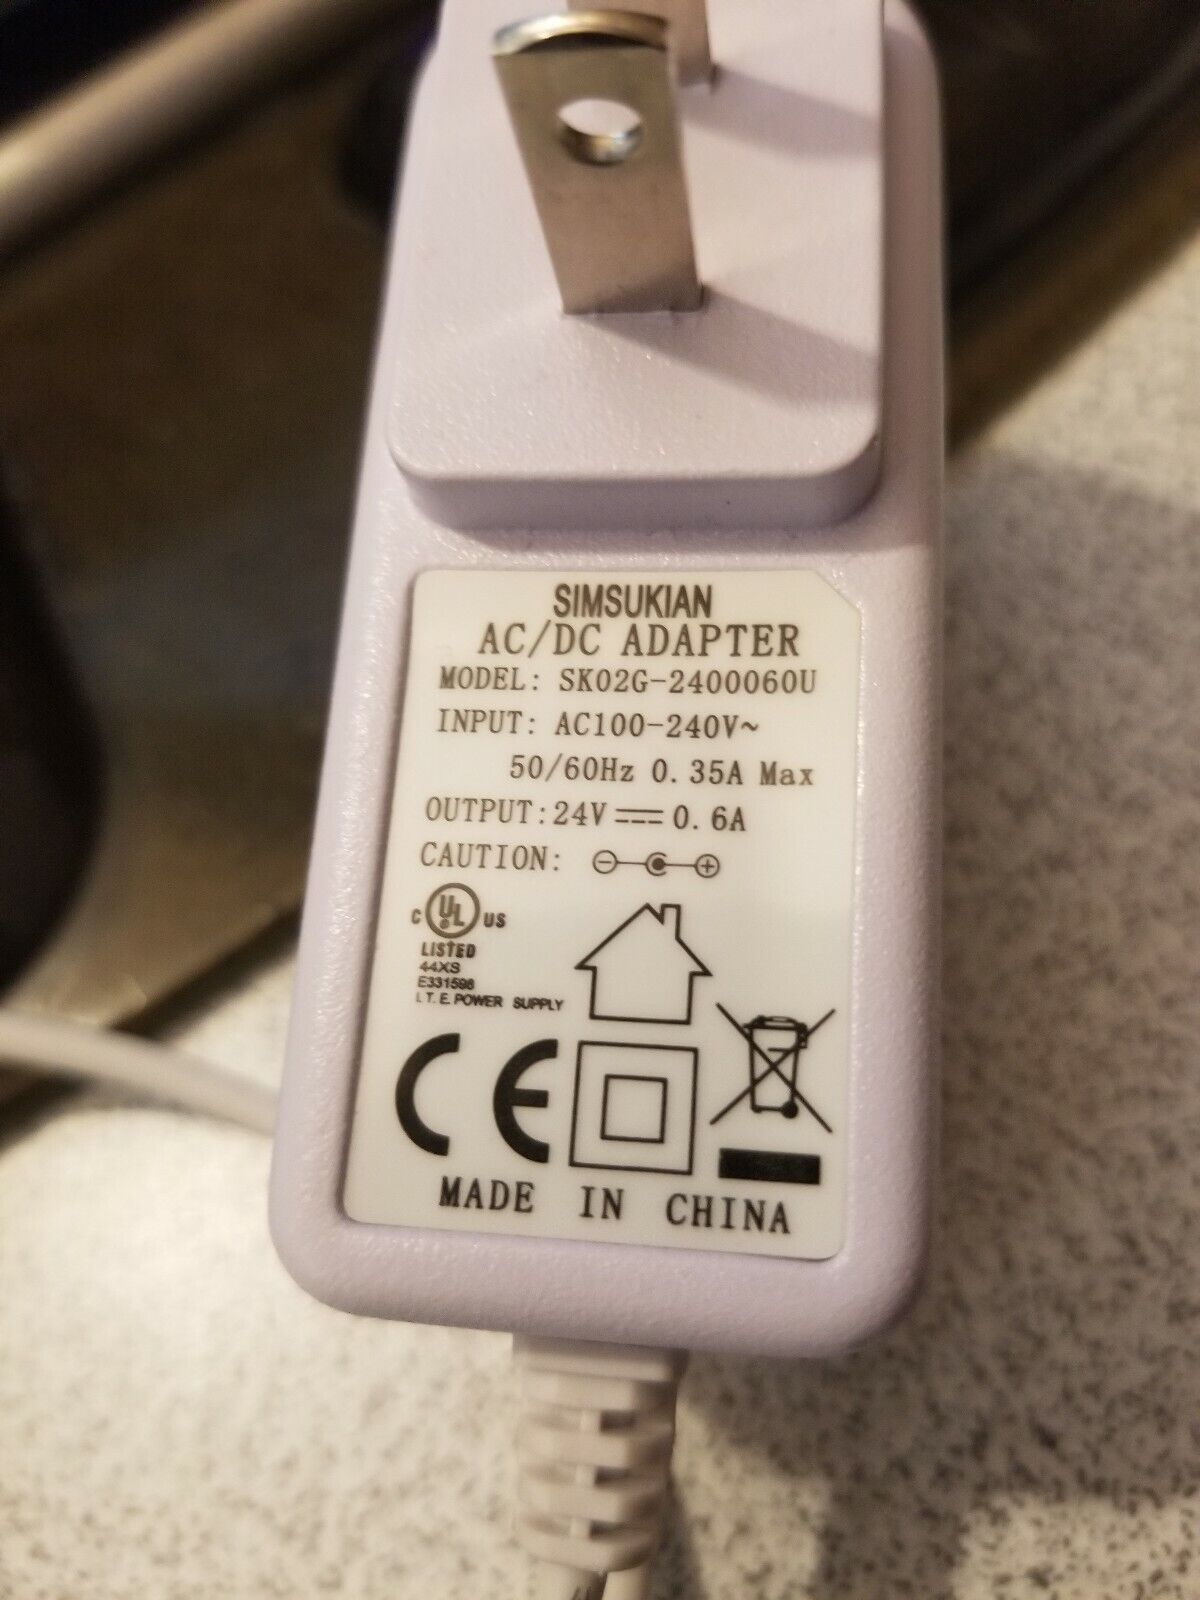 SIMSUKIAN
AC/DC ADAPTER
MODEL: SK02G-2400060U
INPUT: AC100-240V~
50/60Hz 0.35A Max
OUTPUT:24V⎓0.6A
CAUTION:
C UL US
LISTED
44XS
E331598
I.T.E. POWER SUPPLY
CE
MADE IN CHINA